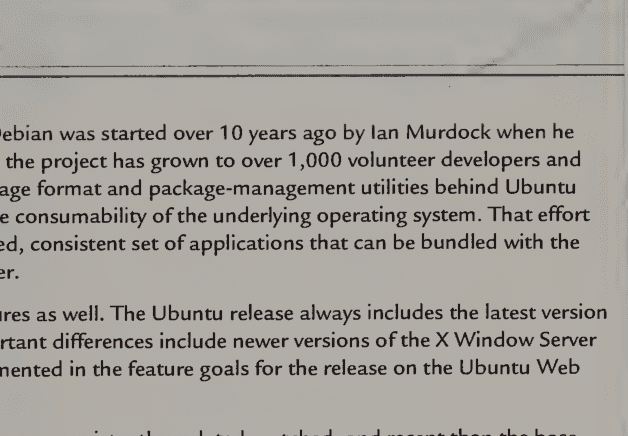 ebian was started over 10 years ago by Ian Murdock when he
the project has grown to over 1,000 volunteer developers and
age format and package-management utilities behind Ubuntu
e consumability of the underlying operating system. That effort
ed, consistent set of applications that can be bundled with the
er.
ures as well. The Ubuntu release always includes the latest version
rtant differences include newer versions of the X Window Server
mented in the feature goals for the release on the Ubuntu Web